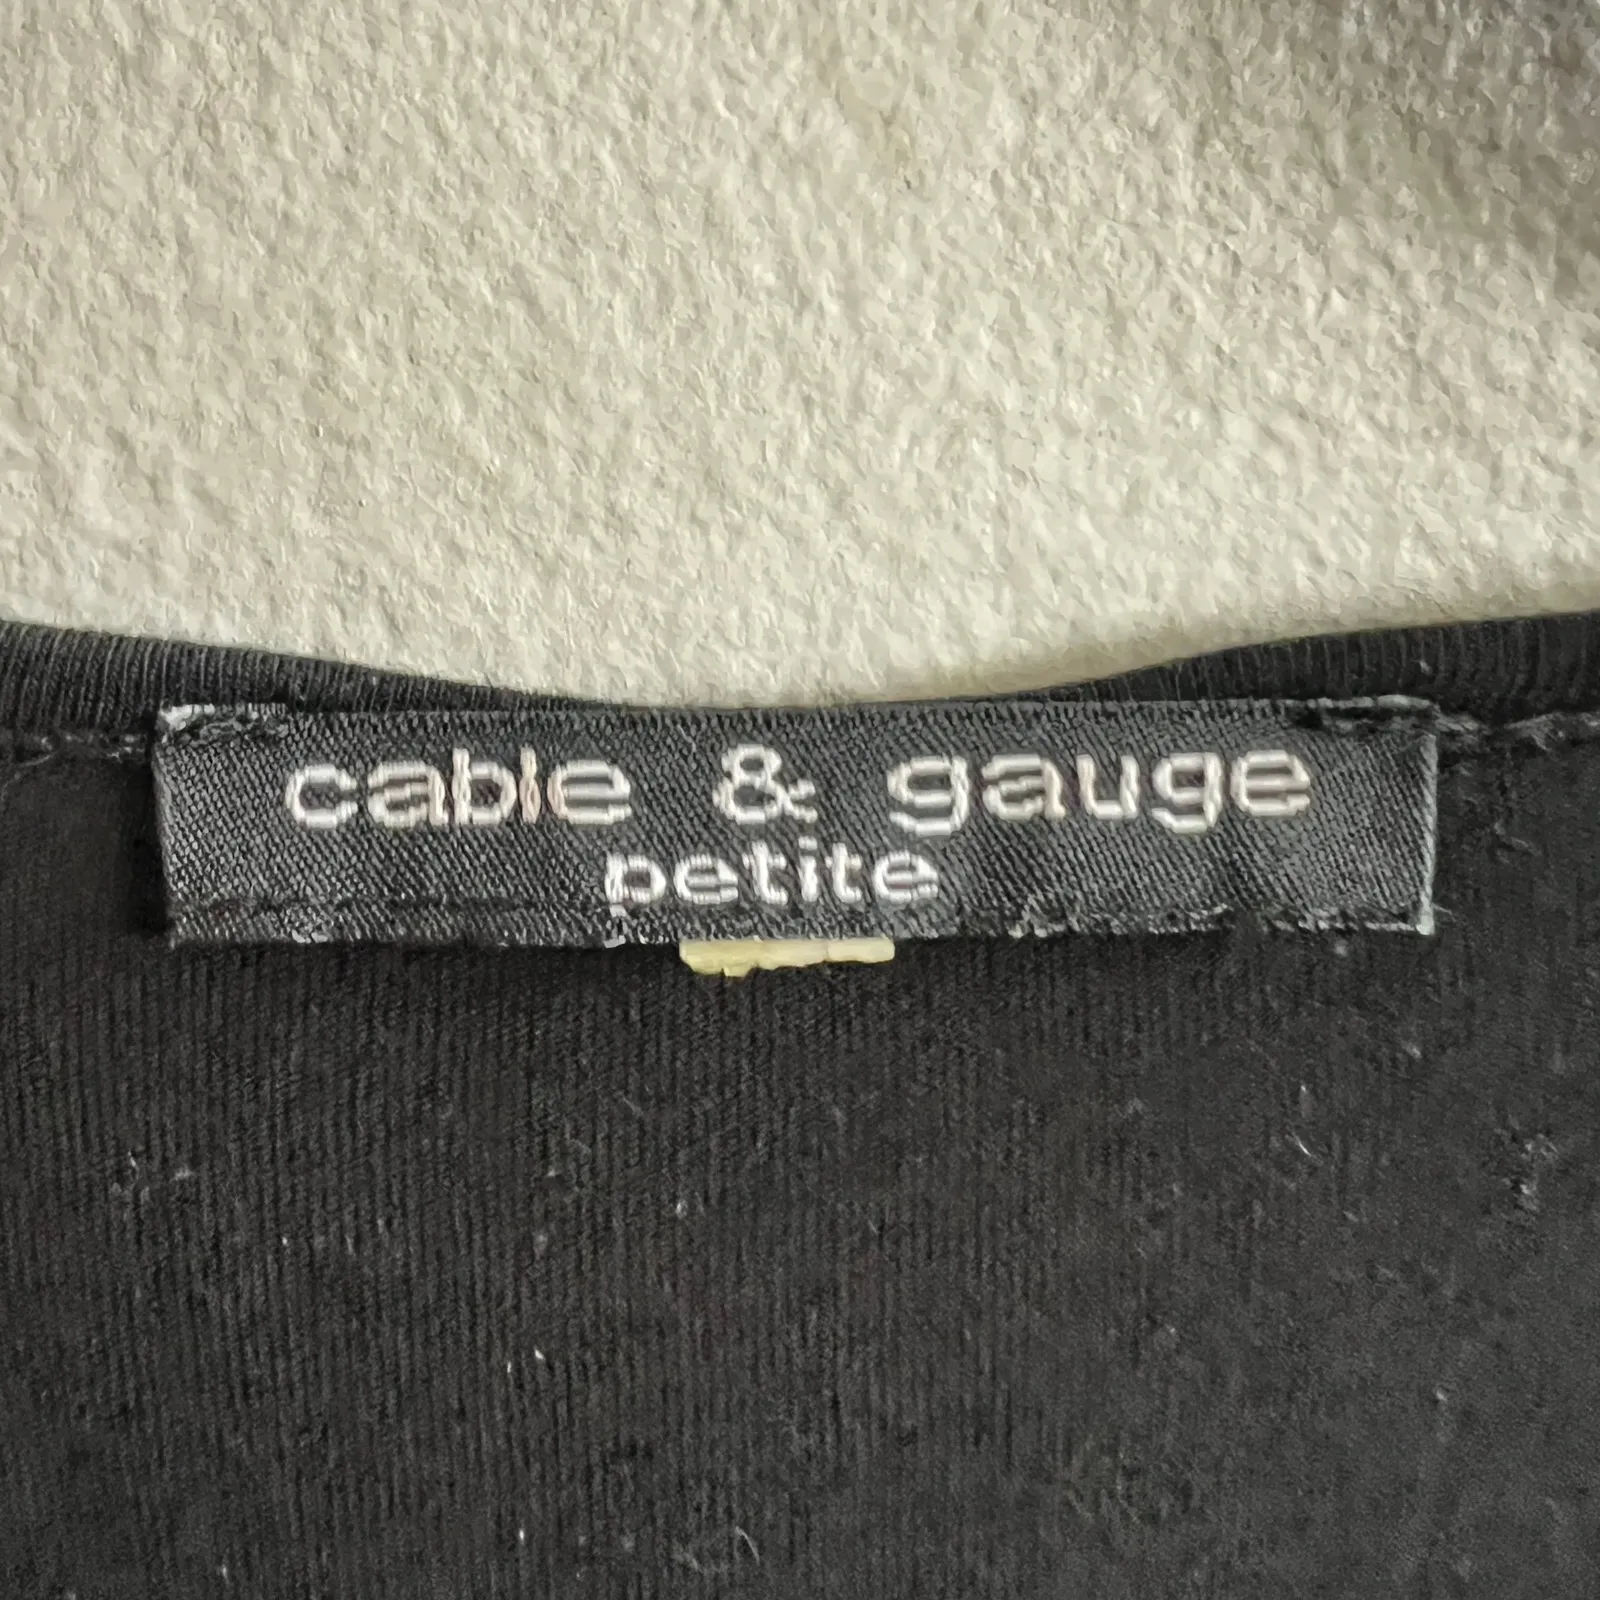 cable & gauge
petite